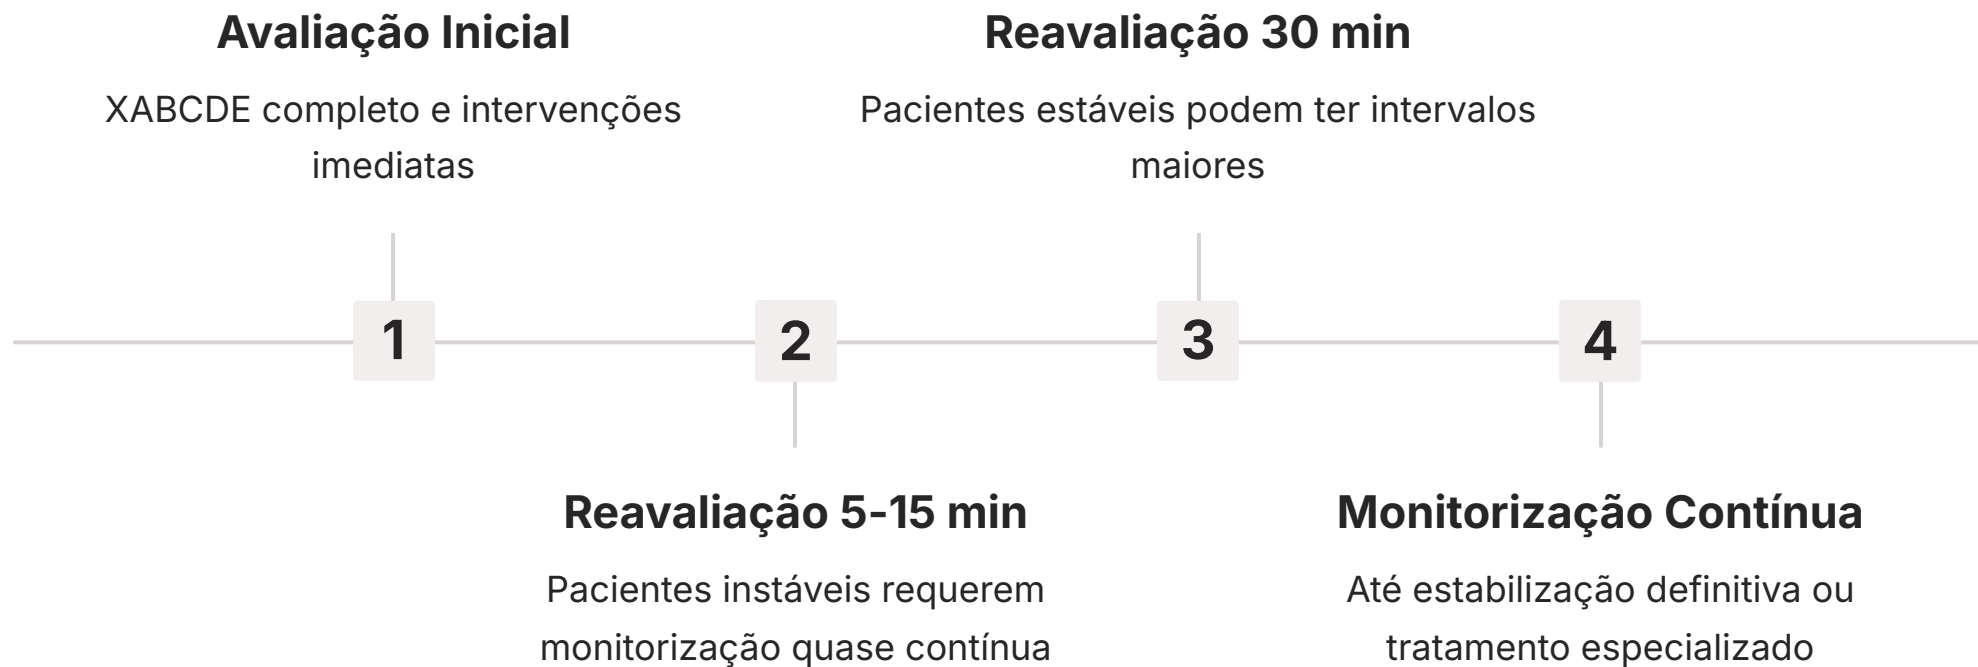 Avaliação Inicial
XABCDE completo e intervenções
imediatas
Reavaliação 30 min
Pacientes estáveis podem ter intervalos
maiores
1
2
3
4
Reavaliação 5-15 min
Pacientes instáveis requerem
monitorização quase contínua
Monitorização Contínua
Até estabilização definitiva ou
tratamento especializado